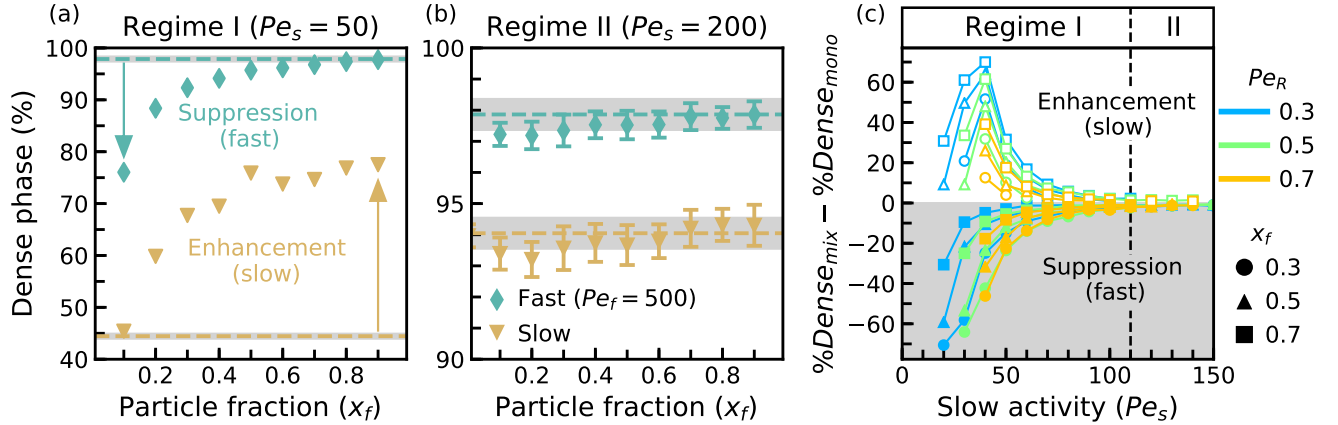 (a) Regime I (Pe_s = 50)
Dense phase (%)
100
90
80
70
60
50
40
Suppression
(fast)
Enhancement
(slow)
0.2 0.4 0.6 0.8
Particle fraction (x_f)
(b) Regime II (Pe_s = 200)
100
95
90
Fast (Pe_f = 500)
Slow
0.2 0.4 0.6 0.8
Particle fraction (x_f)
(c) Regime I II
%Dense_mix − %Dense_mono
60
40
20
0
−20
−40
−60
Enhancement
(slow)
Suppression
(fast)
0 50 100 150
Slow activity (Pe_s)
Pe_R
0.3
0.5
0.7
x_f
0.3
0.5
0.7